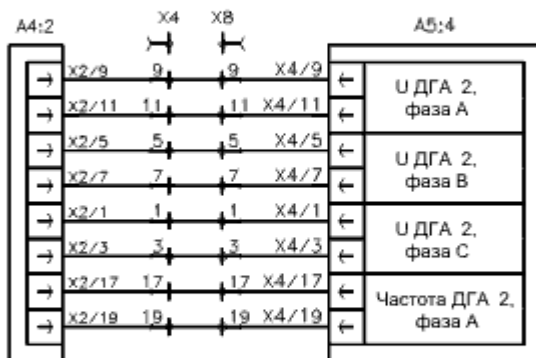 A4:2 X4 X8 A5:4
X2/9 9 9 X4/9
X2/11 11 11 X4/11
U ДГА 2,
фаза А
X2/5 5 5 X4/5
X2/7 7 7 X4/7
U ДГА 2,
фаза В
X2/1 1 1 X4/1
X2/3 3 3 X4/3
U ДГА 2,
фаза С
X2/17 17 17 X4/17
X2/19 19 19 X4/19
Частота ДГА 2,
фаза А